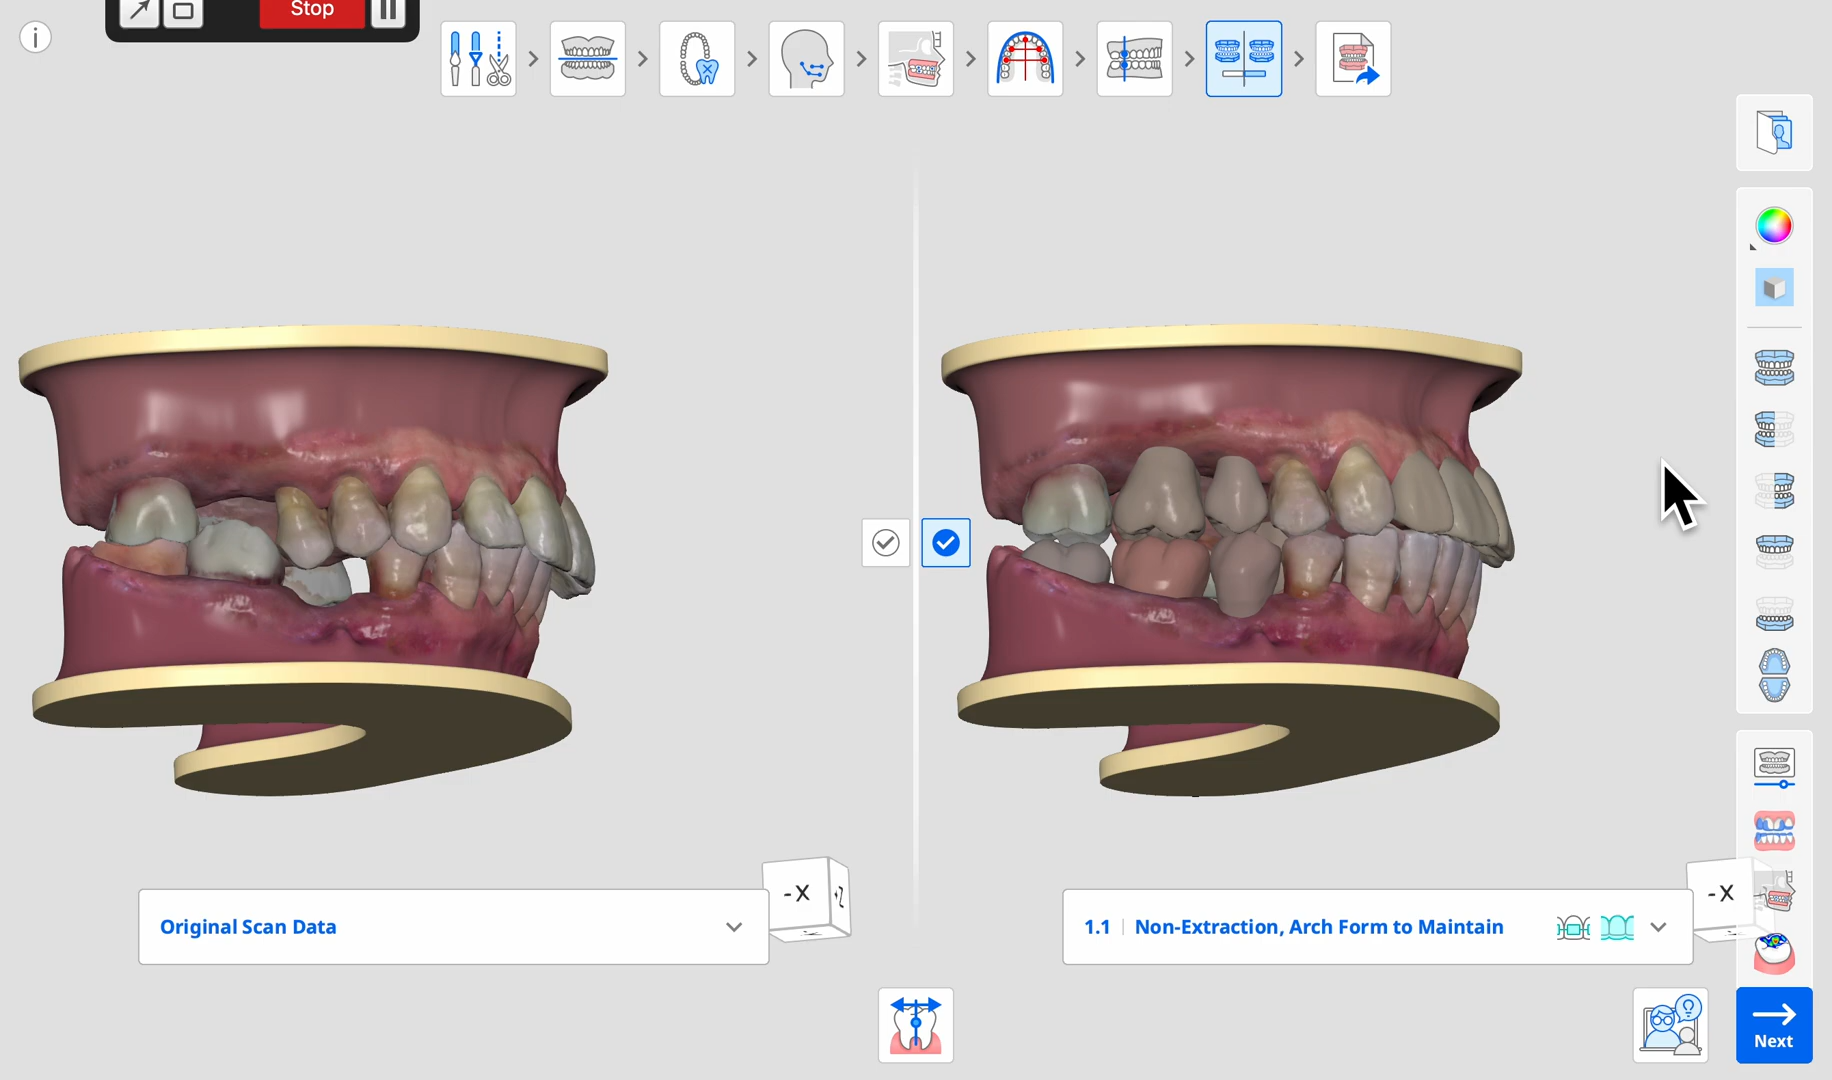 Stop
-X
Original Scan Data
-X
1.1 Non-Extraction, Arch Form to Maintain
Next